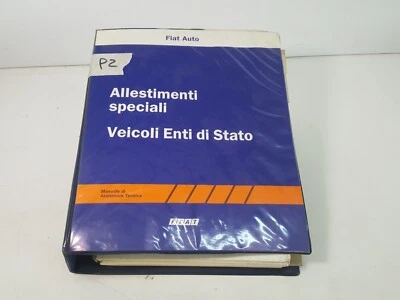 Fiat Auto
P2
Allestimenti
speciali
Veicoli Enti di Stato
Manuale di
Assistenza Tecnica
FIAT